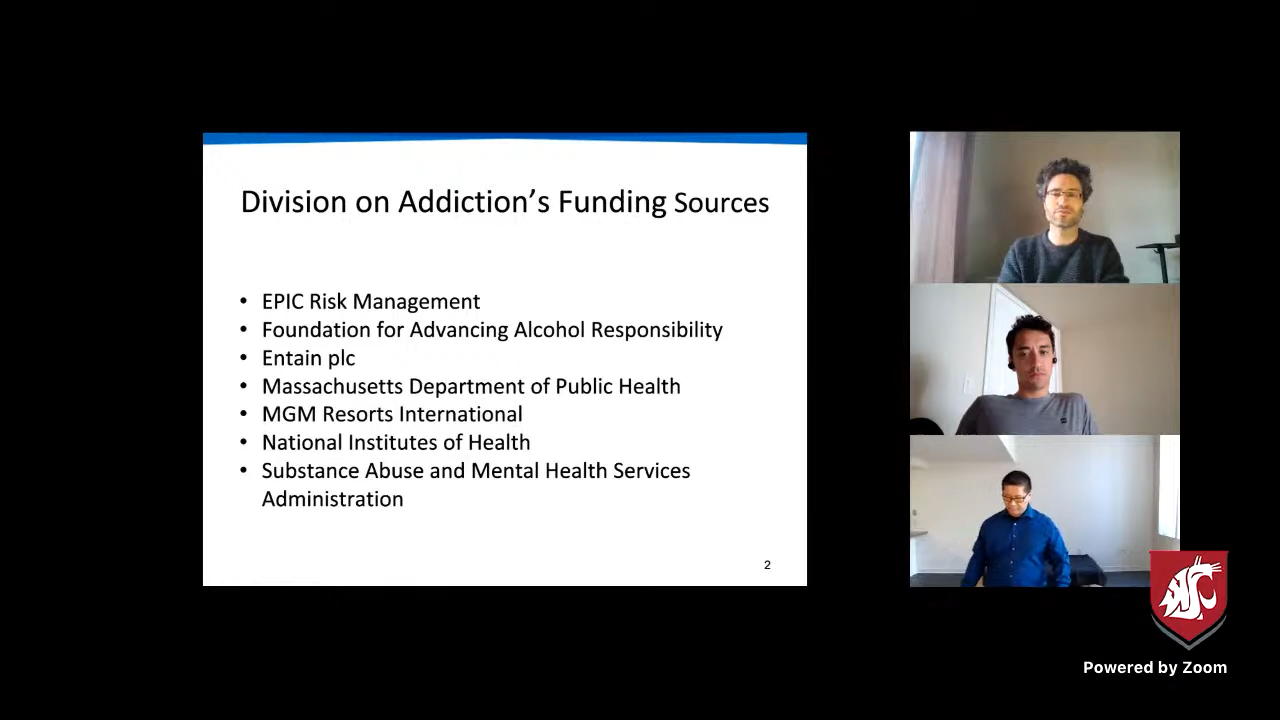 Division on Addiction’s Funding Sources
• EPIC Risk Management
• Foundation for Advancing Alcohol Responsibility
• Entain plc
• Massachusetts Department of Public Health
• MGM Resorts International
• National Institutes of Health
• Substance Abuse and Mental Health Services
Administration
2
Powered by Zoom